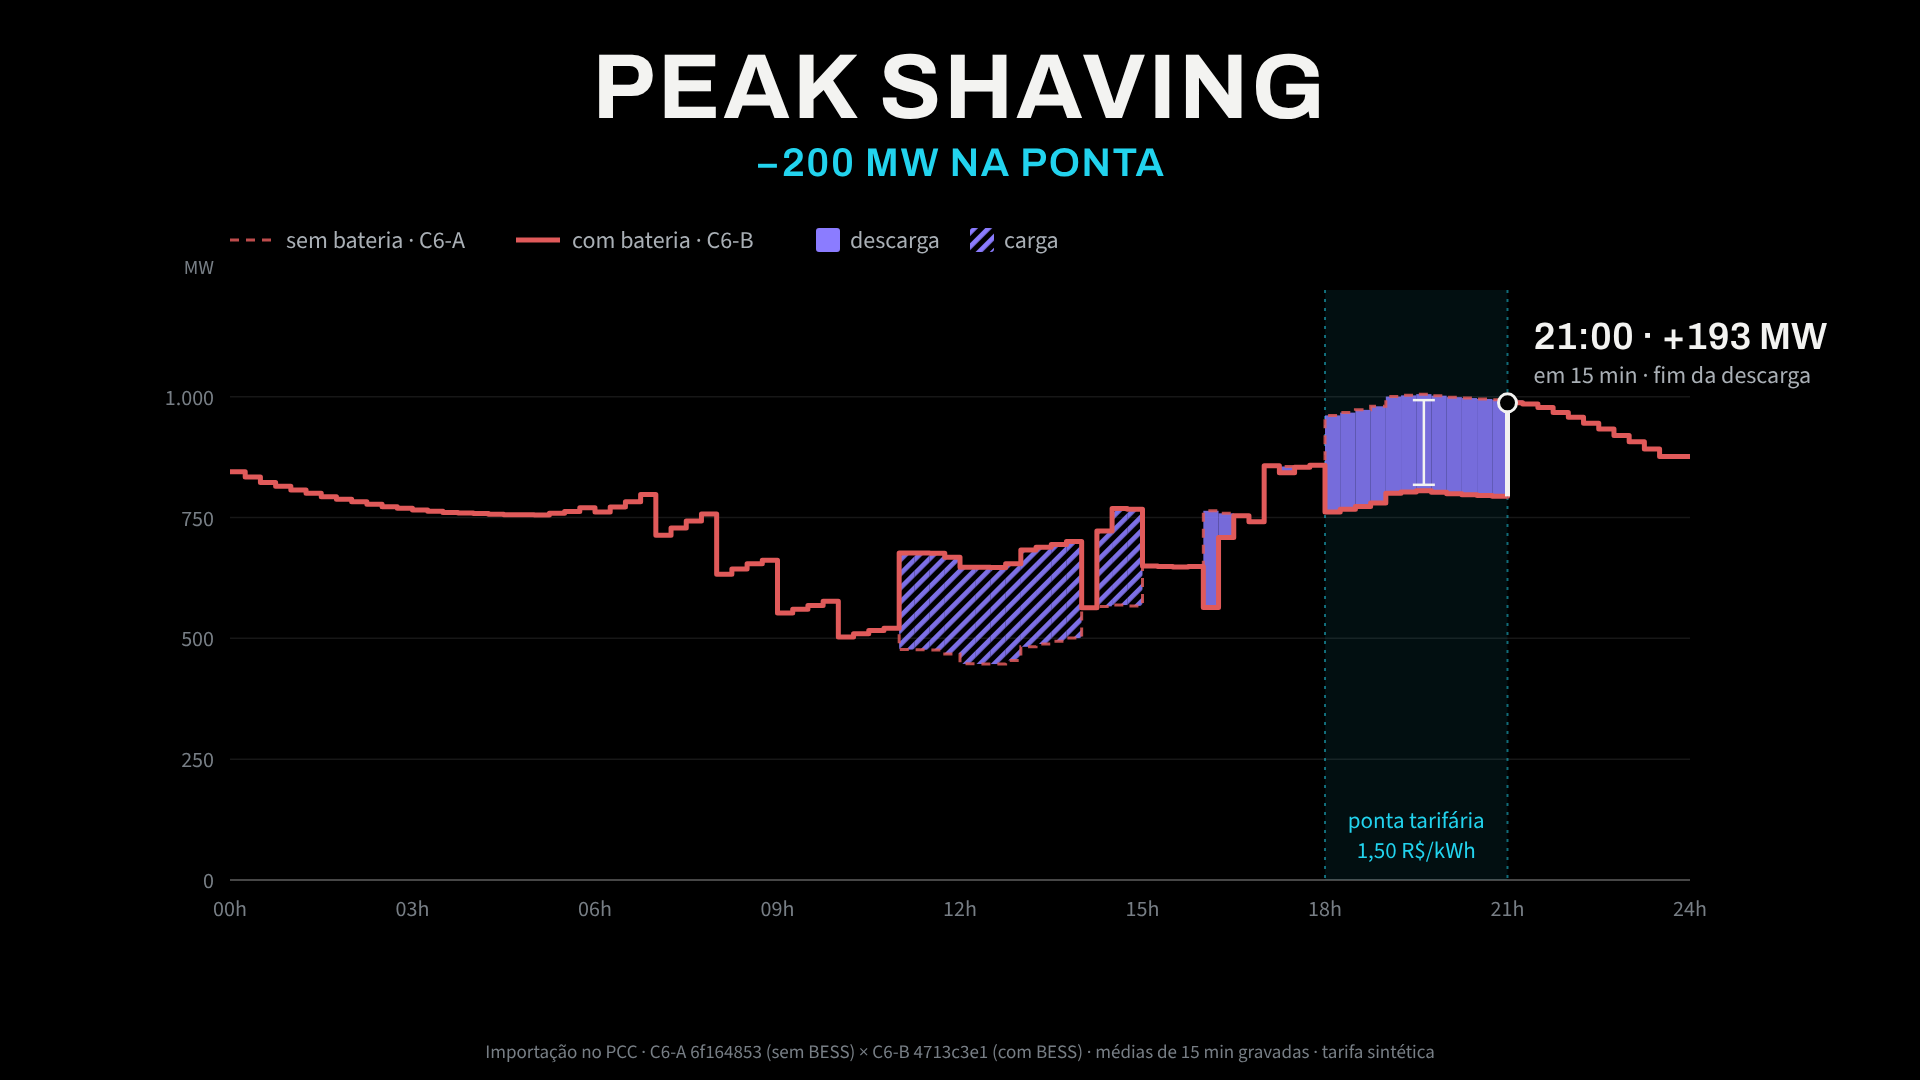 PEAK SHAVING
–200 MW NA PONTA
sem bateria · C6-A
com bateria · C6-B
descarga
carga
MW
21:00 · +193 MW
em 15 min · fim da descarga
1.000
750
500
250
0
ponta tarifária
1,50 R$/kWh
00h
03h
06h
09h
12h
15h
18h
21h
24h
Importação no PCC · C6-A 6f164853 (sem BESS) × C6-B 4713c3e1 (com BESS) · médias de 15 min gravadas · tarifa sintética